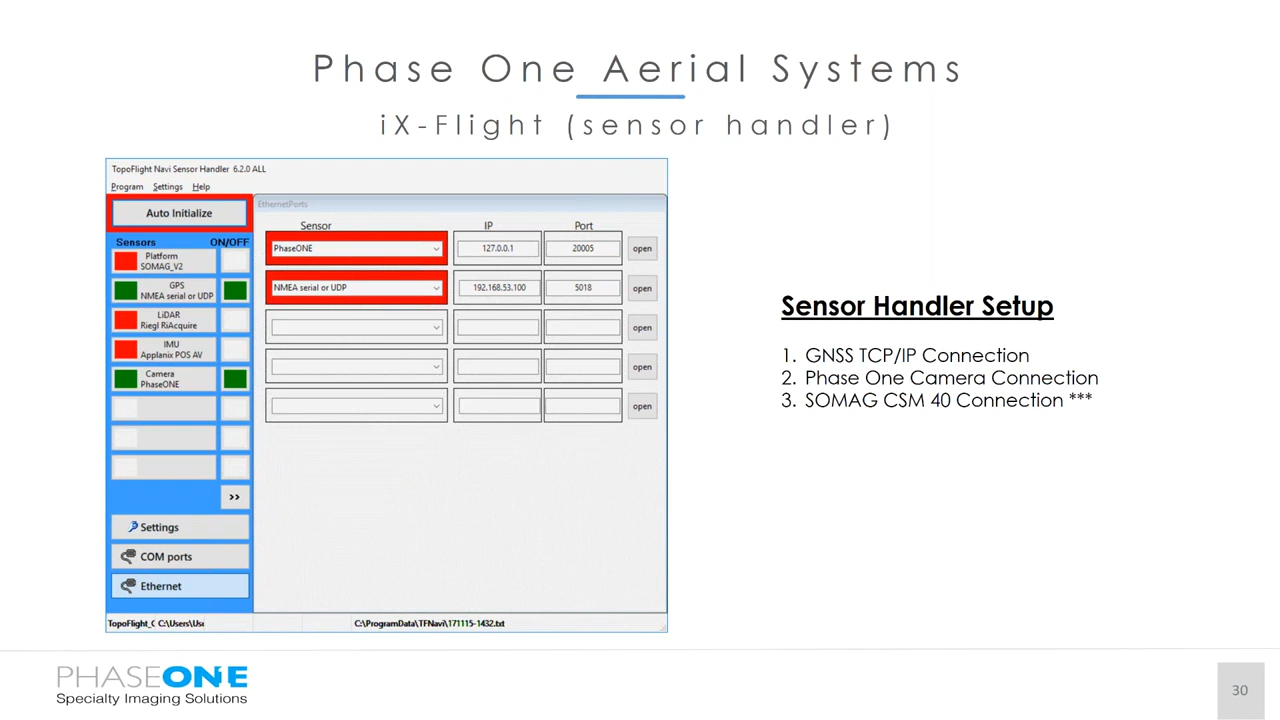 Phase One Aerial Systems
iX-Flight (sensor handler)
TopoFlight Navi Sensor Handler 6.2.0 ALL
Program Settings Help
Auto Initialize
Sensors ON/OFF
Platform
SOMAG_V2
GPS
NMEA serial or UDP
LiDAR
Riegl RiAcquire
IMU
Applanix POS AV
Camera
PhaseONE
>>
Settings
COM ports
Ethernet
EthernetPorts
Sensor IP Port
PhaseONE 127.0.0.1 20005 open
NMEA serial or UDP 192.168.53.100 5018 open
open
open
open
TopoFlight_C C:\Users\Us C:\ProgramData\TFNavi\171115-1432.txt
Sensor Handler Setup
1. GNSS TCP/IP Connection
2. Phase One Camera Connection
3. SOMAG CSM 40 Connection ***
PHASEONE
Specialty Imaging Solutions
30